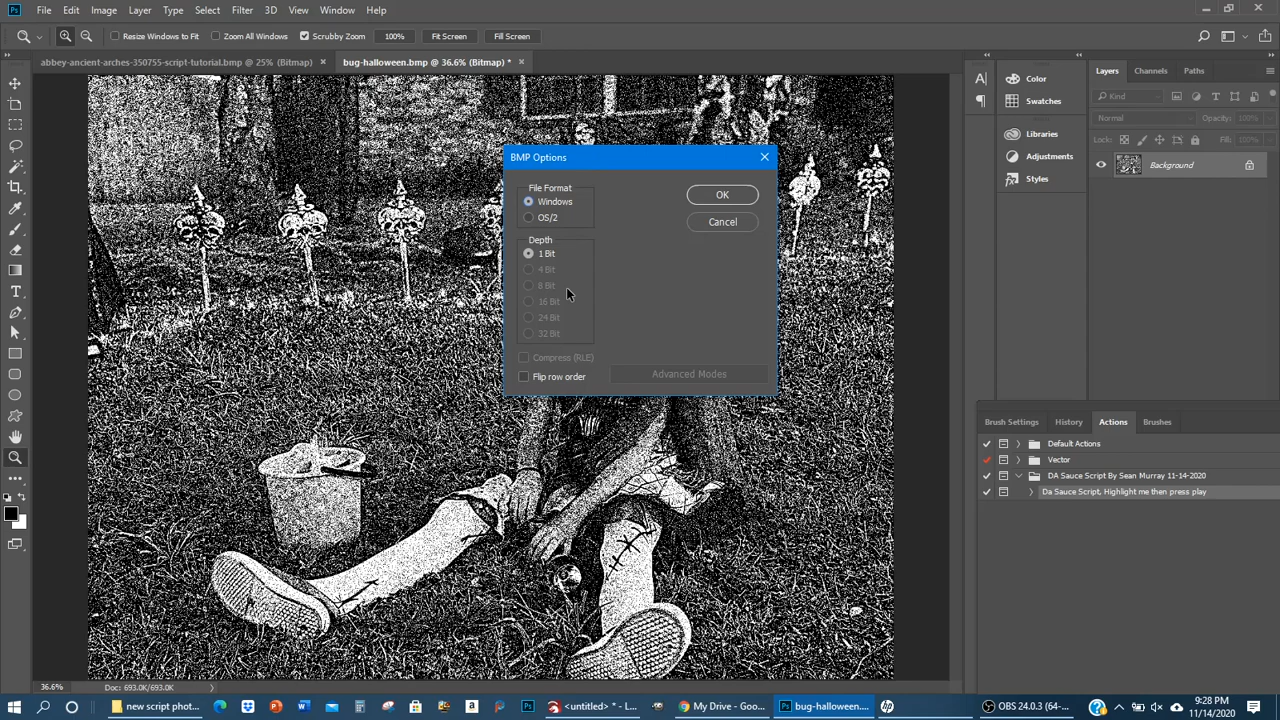 Ps File Edit Image Layer Type Select Filter 3D View Window Help
Resize Windows to Fit Zoom All Windows Scrubby Zoom 100% Fit Screen Fill Screen
abbey-ancient-arches-350755-script-tutorial.bmp @ 25% (Bitmap) bug-halloween.bmp @ 36.6% (Bitmap) *
BMP Options
File Format
Windows
OS/2
Depth
1 Bit
4 Bit
8 Bit
16 Bit
24 Bit
32 Bit
Compress (RLE)
Flip row order
Advanced Modes
OK
Cancel
Color
Swatches
Libraries
Adjustments
Styles
Layers Channels Paths
Kind
Normal Opacity: 100%
Lock: Fill: 100%
Background
Brush Settings History Actions Brushes
Default Actions
Vector
DA Sauce Script By Sean Murray 11-14-2020
Da Sauce Script, Highlight me then press play
36.6% Doc: 693.0K/693.0K
new script phot... <untitled> * - L... My Drive - Goo... Ps bug-halloween.... OBS 24.0.3 (64-...
9:28 PM
11/14/2020